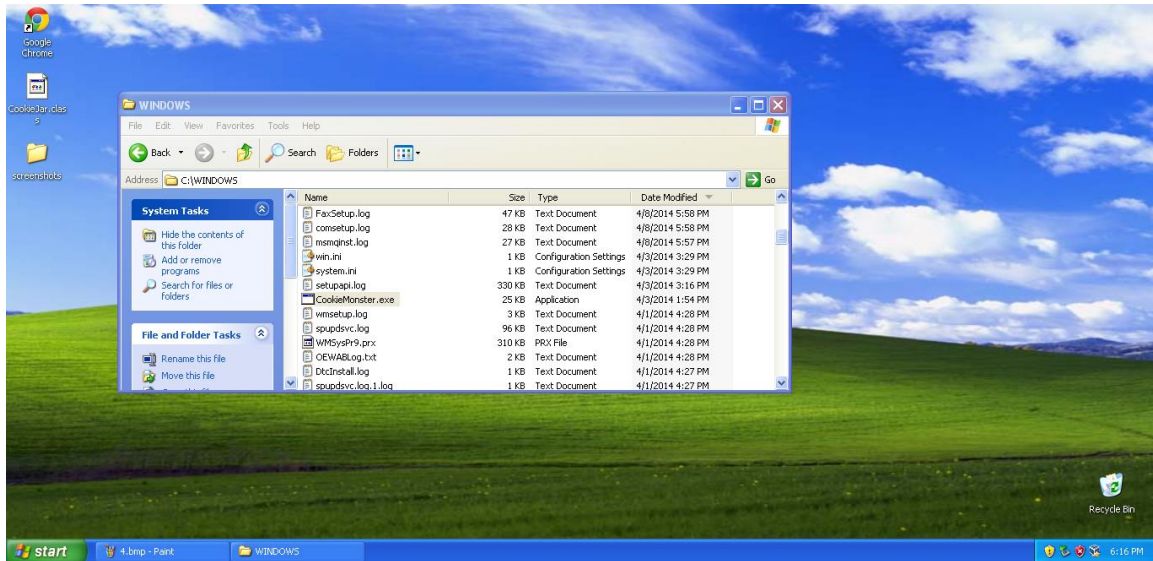 Google
Chrome
CookieJar.clas
s
screenshots
WINDOWS
File Edit View Favorites Tools Help
Back Search Folders
Address C:\WINDOWS Go
System Tasks
Hide the contents of
this folder
Add or remove
programs
Search for files or
folders
File and Folder Tasks
Rename this file
Move this file
Name Size Type Date Modified
FaxSetup.log 47 KB Text Document 4/8/2014 5:58 PM
comsetup.log 28 KB Text Document 4/8/2014 5:58 PM
msmqinst.log 27 KB Text Document 4/8/2014 5:57 PM
win.ini 1 KB Configuration Settings 4/3/2014 3:29 PM
system.ini 1 KB Configuration Settings 4/3/2014 3:29 PM
setupapi.log 330 KB Text Document 4/3/2014 3:16 PM
CookieMonster.exe 25 KB Application 4/3/2014 1:54 PM
wmsetup.log 3 KB Text Document 4/1/2014 4:28 PM
spupdsvc.log 96 KB Text Document 4/1/2014 4:28 PM
WMSysPr9.prx 310 KB PRX File 4/1/2014 4:28 PM
OEWABLog.txt 2 KB Text Document 4/1/2014 4:28 PM
DtcInstall.log 1 KB Text Document 4/1/2014 4:27 PM
spupdsvc.log.1.log 1 KB Text Document 4/1/2014 4:27 PM
Recycle Bin
start 4.bmp - Paint WINDOWS 6:16 PM